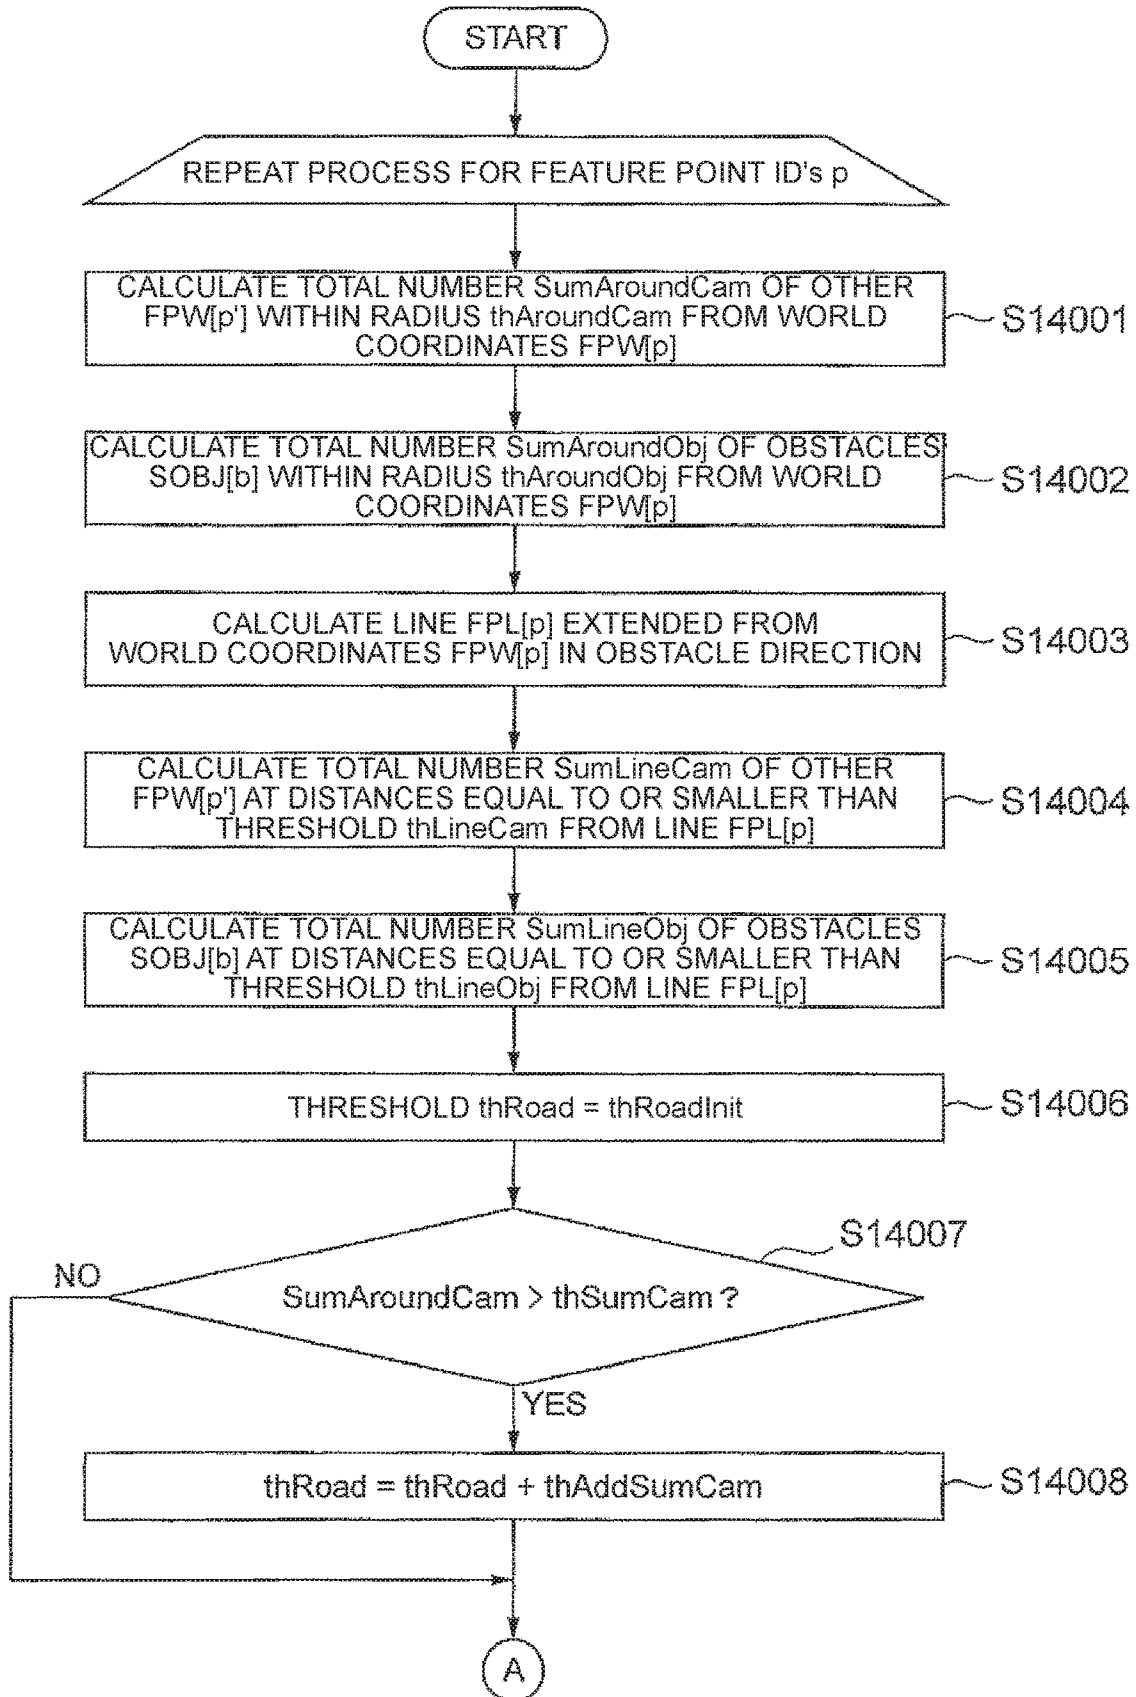 START
REPEAT PROCESS FOR FEATURE POINT ID's p
CALCULATE TOTAL NUMBER SumAroundCam OF OTHER
FPW[p'] WITHIN RADIUS thAroundCam FROM WORLD
COORDINATES FPW[p]
S14001
CALCULATE TOTAL NUMBER SumAroundObj OF OBSTACLES
SOBJ[b] WITHIN RADIUS thAroundObj FROM WORLD
COORDINATES FPW[p]
S14002
CALCULATE LINE FPL[p] EXTENDED FROM
WORLD COORDINATES FPW[p] IN OBSTACLE DIRECTION
S14003
CALCULATE TOTAL NUMBER SumLineCam OF OTHER
FPW[p'] AT DISTANCES EQUAL TO OR SMALLER THAN
THRESHOLD thLineCam FROM LINE FPL[p]
S14004
CALCULATE TOTAL NUMBER SumLineObj OF OBSTACLES
SOBJ[b] AT DISTANCES EQUAL TO OR SMALLER THAN
THRESHOLD thLineObj FROM LINE FPL[p]
S14005
THRESHOLD thRoad = thRoadInit
S14006
S14007
NO
SumAroundCam > thSumCam ?
YES
thRoad = thRoad + thAddSumCam
S14008
A